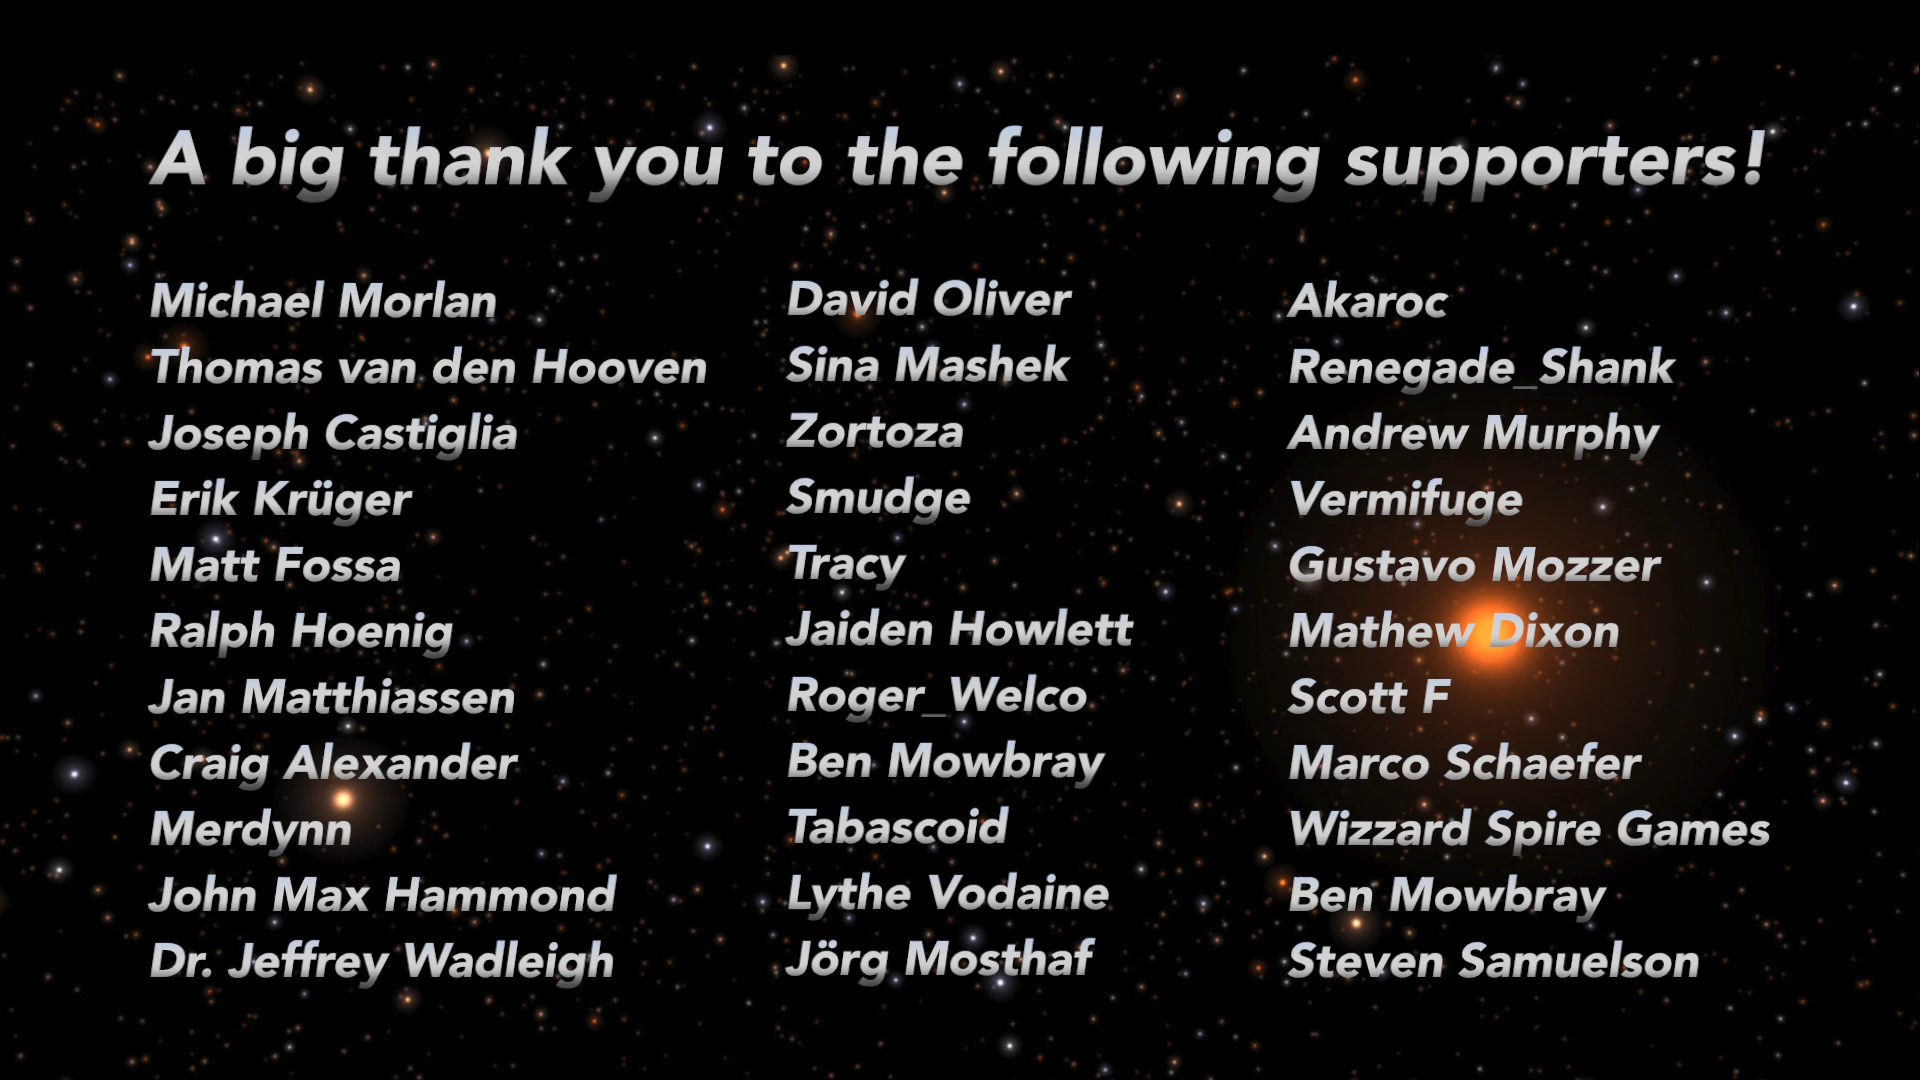 A big thank you to the following supporters!
Michael Morlan
Thomas van den Hooven
Joseph Castiglia
Erik Krüger
Matt Fossa
Ralph Hoenig
Jan Matthiassen
Craig Alexander
Merdynn
John Max Hammond
Dr. Jeffrey Wadleigh
David Oliver
Sina Mashek
Zortoza
Smudge
Tracy
Jaiden Howlett
Roger_Welco
Ben Mowbray
Tabascoid
Lythe Vodaine
Jörg Mosthaf
Akaroc
Renegade_Shank
Andrew Murphy
Vermifuge
Gustavo Mozzer
Mathew Dixon
Scott F
Marco Schaefer
Wizzard Spire Games
Ben Mowbray
Steven Samuelson